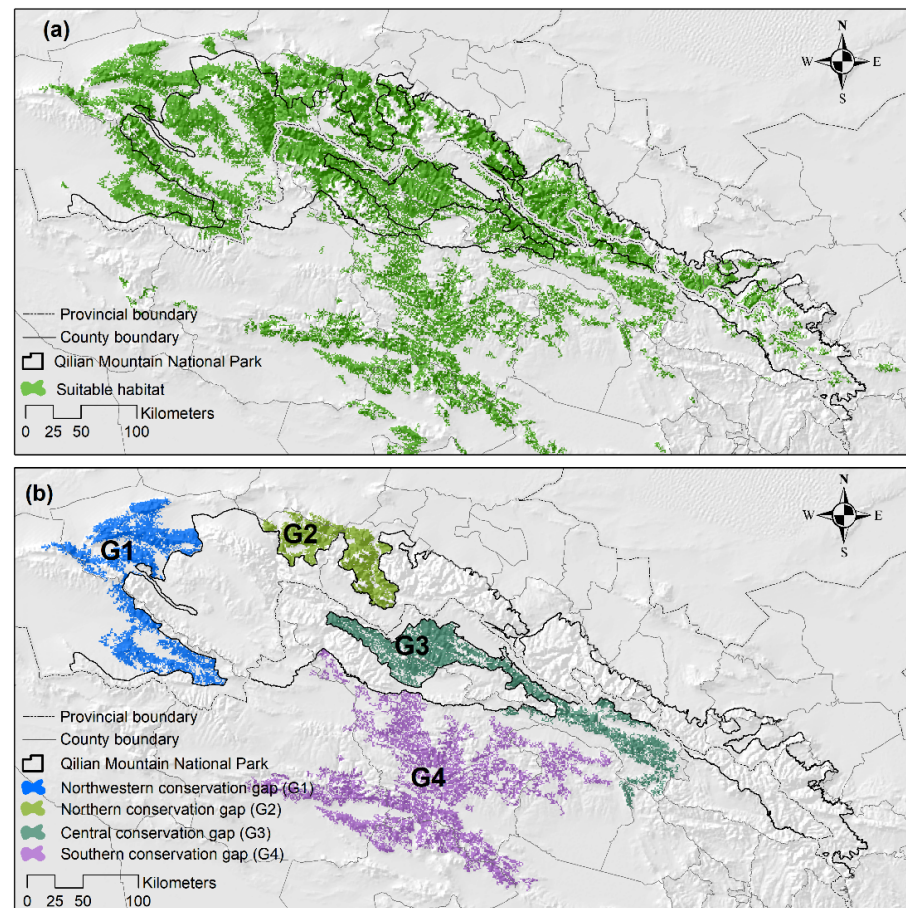 (a)
N
W E
S
Provincial boundary
County boundary
Qilian Mountain National Park
Suitable habitat
Kilometers
0 25 50 100
(b)
N
W E
S
G1
G2
G3
G4
Provincial boundary
County boundary
Qilian Mountain National Park
Northwestern conservation gap (G1)
Northern conservation gap (G2)
Central conservation gap (G3)
Southern conservation gap (G4)
Kilometers
0 25 50 100